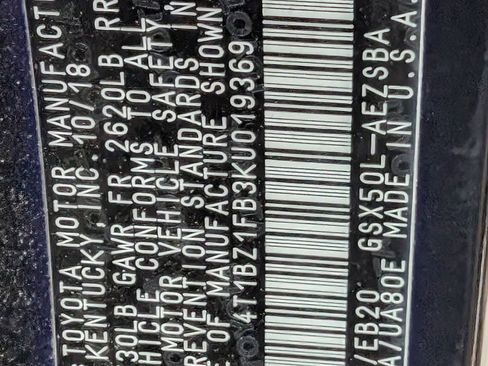 TOYOTA MOTOR MANUFACT
KENTUCKY, INC. 10/18
30LB GAWR FR 2620LB RR
HICLE CONFORMS TO ALL
MOTOR VEHICLE SAFETY
REVENTION STANDARDS IN
E OF MANUFACTURE SHOWN
4T1BZ1FB3KU019369
/EB20 GSX50L-AEZSBA
A/UA80E MADE IN U.S.A.